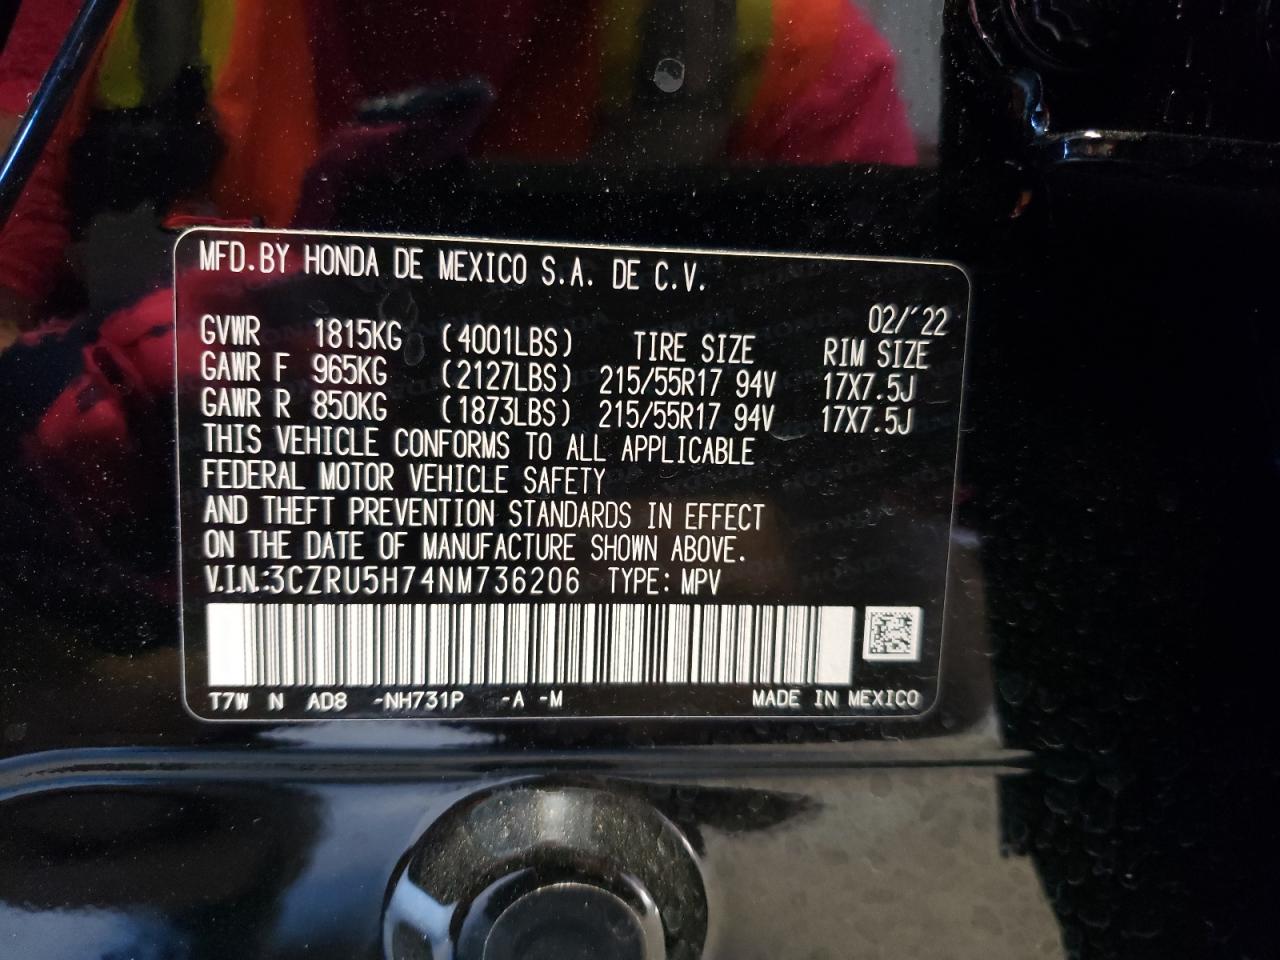 MFD.BY HONDA DE MEXICO S.A. DE C.V.
02/'22
GVWR 1815KG (4001LBS) TIRE SIZE RIM SIZE
GAWR F 965KG (2127LBS) 215/55R17 94V 17X7.5J
GAWR R 850KG (1873LBS) 215/55R17 94V 17X7.5J
THIS VEHICLE CONFORMS TO ALL APPLICABLE
FEDERAL MOTOR VEHICLE SAFETY
AND THEFT PREVENTION STANDARDS IN EFFECT
ON THE DATE OF MANUFACTURE SHOWN ABOVE.
V.I.N.:3CZRU5H74NM736206 TYPE: MPV
T7W N AD8 -NH731P -A -M MADE IN MEXICO